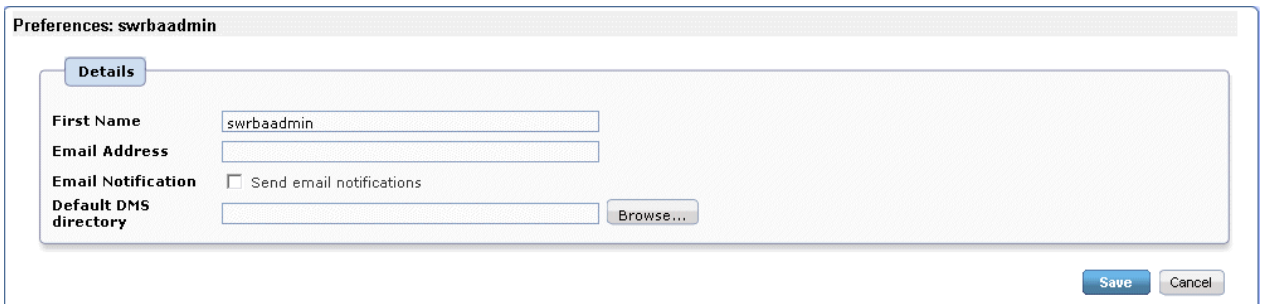 Preferences: swrbaadmin
Details
First Name swrbaadmin
Email Address
Email Notification Send email notifications
Default DMS
directory Browse...
Save Cancel